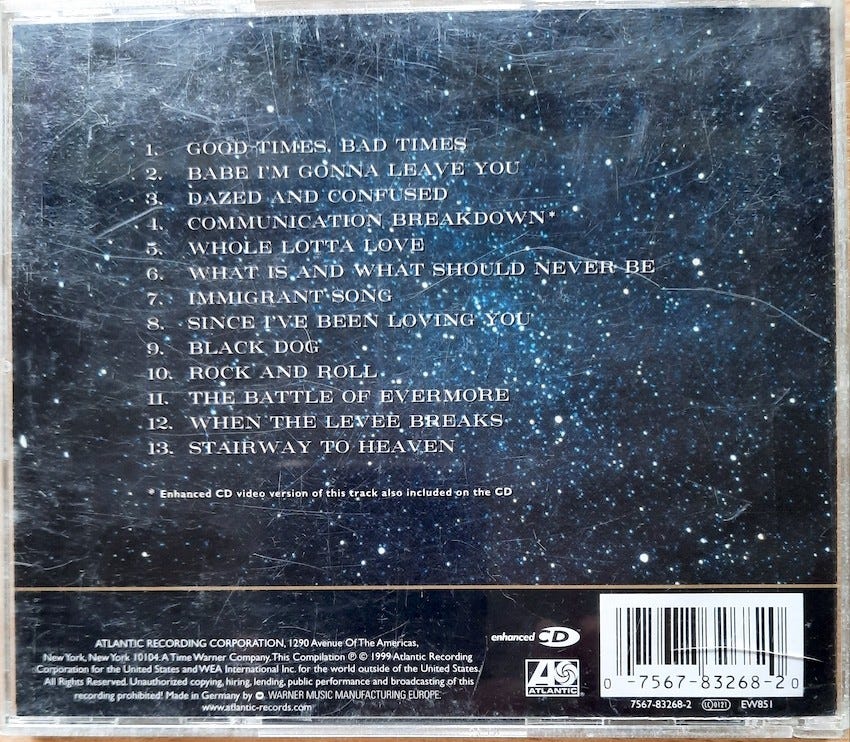 1. GOOD TIMES, BAD TIMES
2. BABE I'M GONNA LEAVE YOU
3. DAZED AND CONFUSED
4. COMMUNICATION BREAKDOWN*
5. WHOLE LOTTA LOVE
6. WHAT IS AND WHAT SHOULD NEVER BE
7. IMMIGRANT SONG
8. SINCE I'VE BEEN LOVING YOU
9. BLACK DOG
10. ROCK AND ROLL
11. THE BATTLE OF EVERMORE
12. WHEN THE LEVEE BREAKS
13. STAIRWAY TO HEAVEN
* Enhanced CD video version of this track also included on the CD
ATLANTIC RECORDING CORPORATION, 1290 Avenue Of The Americas,
New York, New York 10104. A Time Warner Company. This Compilation ℗ © 1999 Atlantic Recording
Corporation for the United States and WEA International Inc. for the world outside of the United States.
All Rights Reserved. Unauthorized copying, hiring, lending, public performance and broadcasting of this
recording prohibited! Made in Germany by WARNER MUSIC MANUFACTURING EUROPE.
www.atlantic-records.com
enhanced CD
ATLANTIC
0 -7567-83268-2 0
7567-83268-2 LC 0121 EW851